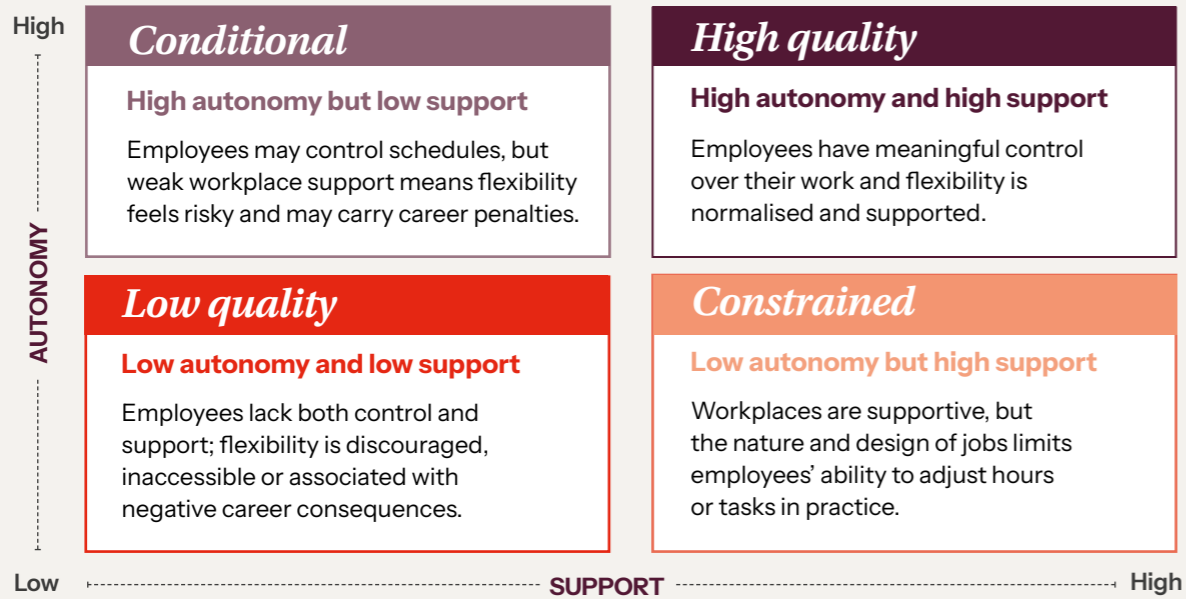 High
Conditional
High autonomy but low support
Employees may control schedules, but
weak workplace support means flexibility
feels risky and may carry career penalties.
High quality
High autonomy and high support
Employees have meaningful control
over their work and flexibility is
normalised and supported.
AUTONOMY
Low quality
Low autonomy and low support
Employees lack both control and
support; flexibility is discouraged,
inaccessible or associated with
negative career consequences.
Constrained
Low autonomy but high support
Workplaces are supportive, but
the nature and design of jobs limits
employees’ ability to adjust hours
or tasks in practice.
Low
SUPPORT
High